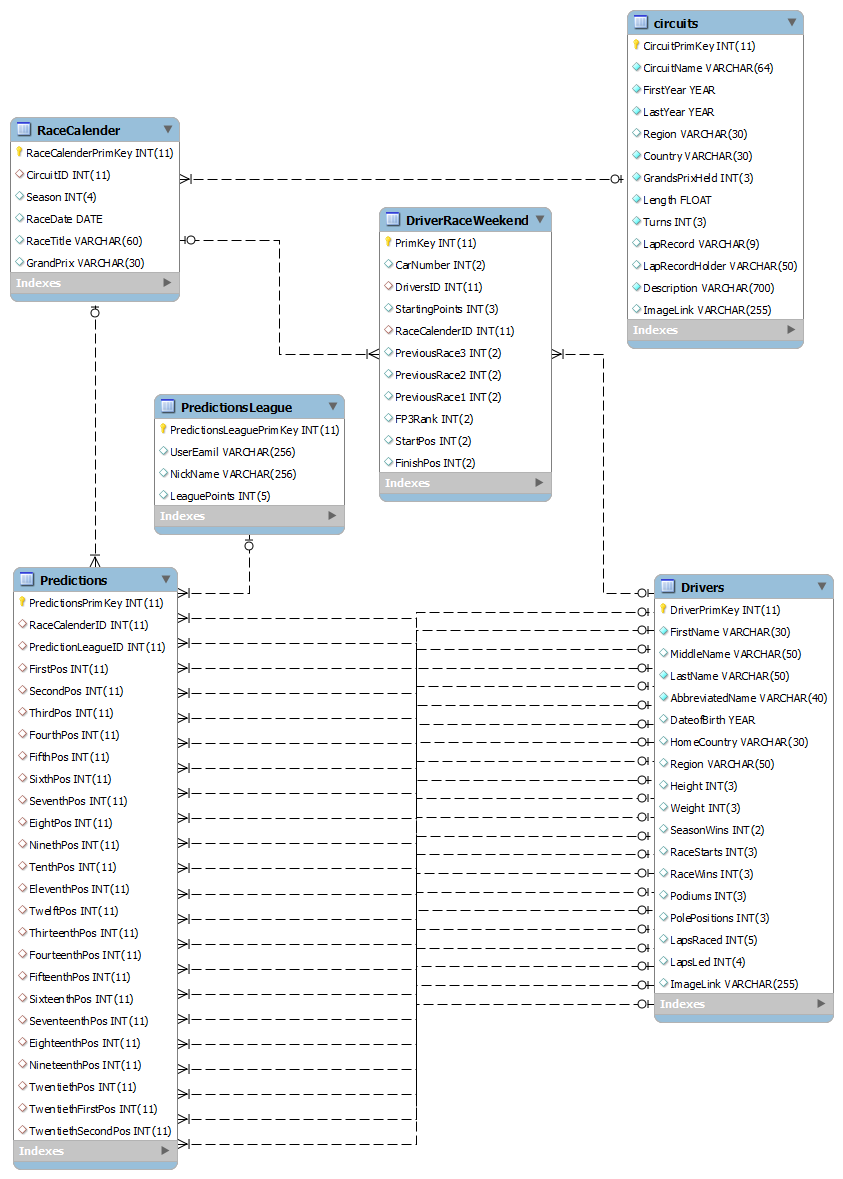 circuits
CircuitPrimKey INT(11)
CircuitName VARCHAR(64)
FirstYear YEAR
LastYear YEAR
Region VARCHAR(30)
Country VARCHAR(30)
GrandsPrixHeld INT(3)
Length FLOAT
Turns INT(3)
LapRecord VARCHAR(9)
LapRecordHolder VARCHAR(50)
Description VARCHAR(700)
ImageLink VARCHAR(255)
Indexes
RaceCalender
RaceCalenderPrimKey INT(11)
CircuitID INT(11)
Season INT(4)
RaceDate DATE
RaceTitle VARCHAR(60)
GrandPrix VARCHAR(30)
Indexes
DriverRaceWeekend
PrimKey INT(11)
CarNumber INT(2)
DriversID INT(11)
StartingPoints INT(3)
RaceCalenderID INT(11)
PreviousRace3 INT(2)
PreviousRace2 INT(2)
PreviousRace1 INT(2)
FP3Rank INT(2)
StartPos INT(2)
FinishPos INT(2)
Indexes
PredictionsLeague
PredictionsLeaguePrimKey INT(11)
UserEamil VARCHAR(256)
NickName VARCHAR(256)
LeaguePoints INT(5)
Indexes
Predictions
PredictionsPrimKey INT(11)
RaceCalenderID INT(11)
PredictionLeagueID INT(11)
FirstPos INT(11)
SecondPos INT(11)
ThirdPos INT(11)
FourthPos INT(11)
FifthPos INT(11)
SixthPos INT(11)
SeventhPos INT(11)
EightPos INT(11)
NinethPos INT(11)
TenthPos INT(11)
EleventhPos INT(11)
TwelftPos INT(11)
ThirteenthPos INT(11)
FourteenthPos INT(11)
FifteenthPos INT(11)
SixteenthPos INT(11)
SeventeenthPos INT(11)
EighteenthPos INT(11)
NineteenthPos INT(11)
TwentiethPos INT(11)
TwentiethFirstPos INT(11)
TwentiethSecondPos INT(11)
Indexes
Drivers
DriverPrimKey INT(11)
FirstName VARCHAR(30)
MiddleName VARCHAR(50)
LastName VARCHAR(50)
AbbreviatedName VARCHAR(40)
DateofBirth YEAR
HomeCountry VARCHAR(30)
Region VARCHAR(50)
Height INT(3)
Weight INT(3)
SeasonWins INT(2)
RaceStarts INT(3)
RaceWins INT(3)
Podiums INT(3)
PolePositions INT(3)
LapsRaced INT(5)
LapsLed INT(4)
ImageLink VARCHAR(255)
Indexes